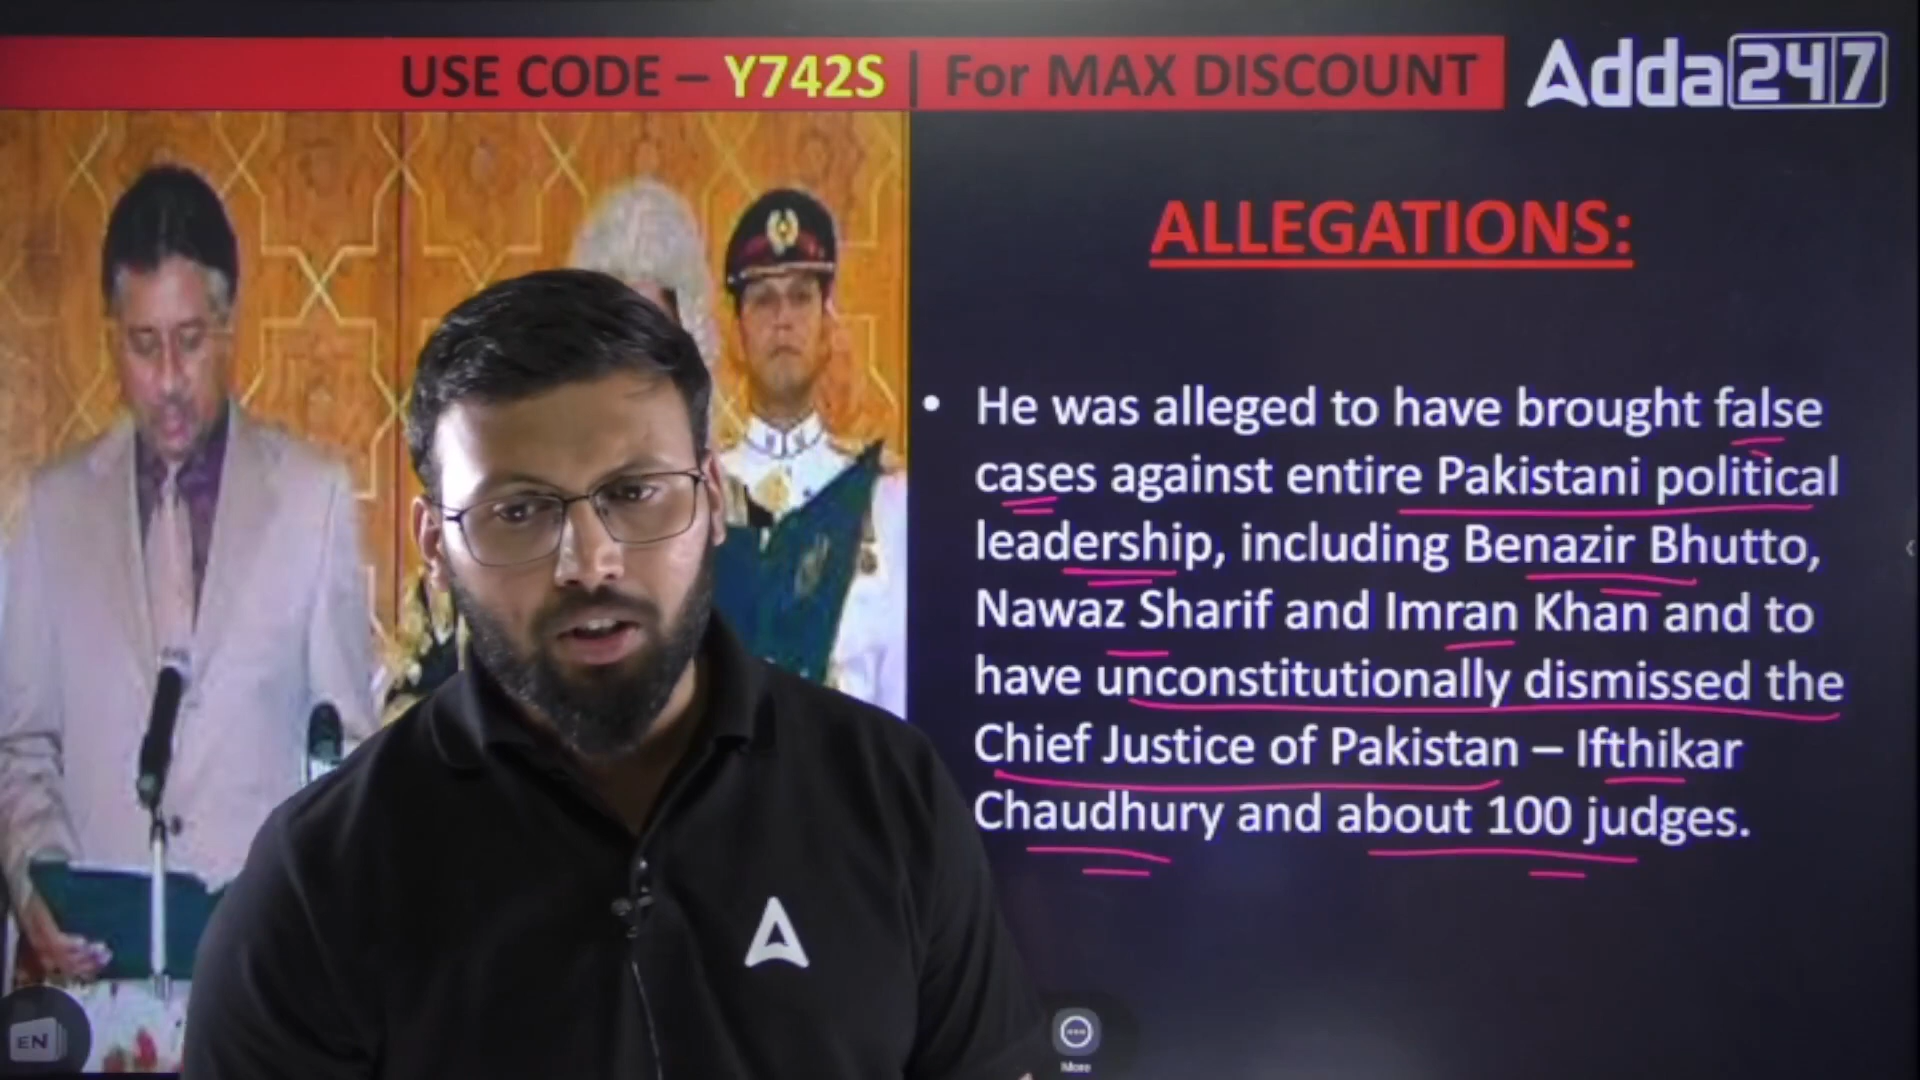 USE CODE – Y742S | For MAX DISCOUNT
Adda247
ALLEGATIONS:
• He was alleged to have brought false
cases against entire Pakistani political
leadership, including Benazir Bhutto,
Nawaz Sharif and Imran Khan and to
have unconstitutionally dismissed the
Chief Justice of Pakistan – Ifthikar
Chaudhury and about 100 judges.
EN
More